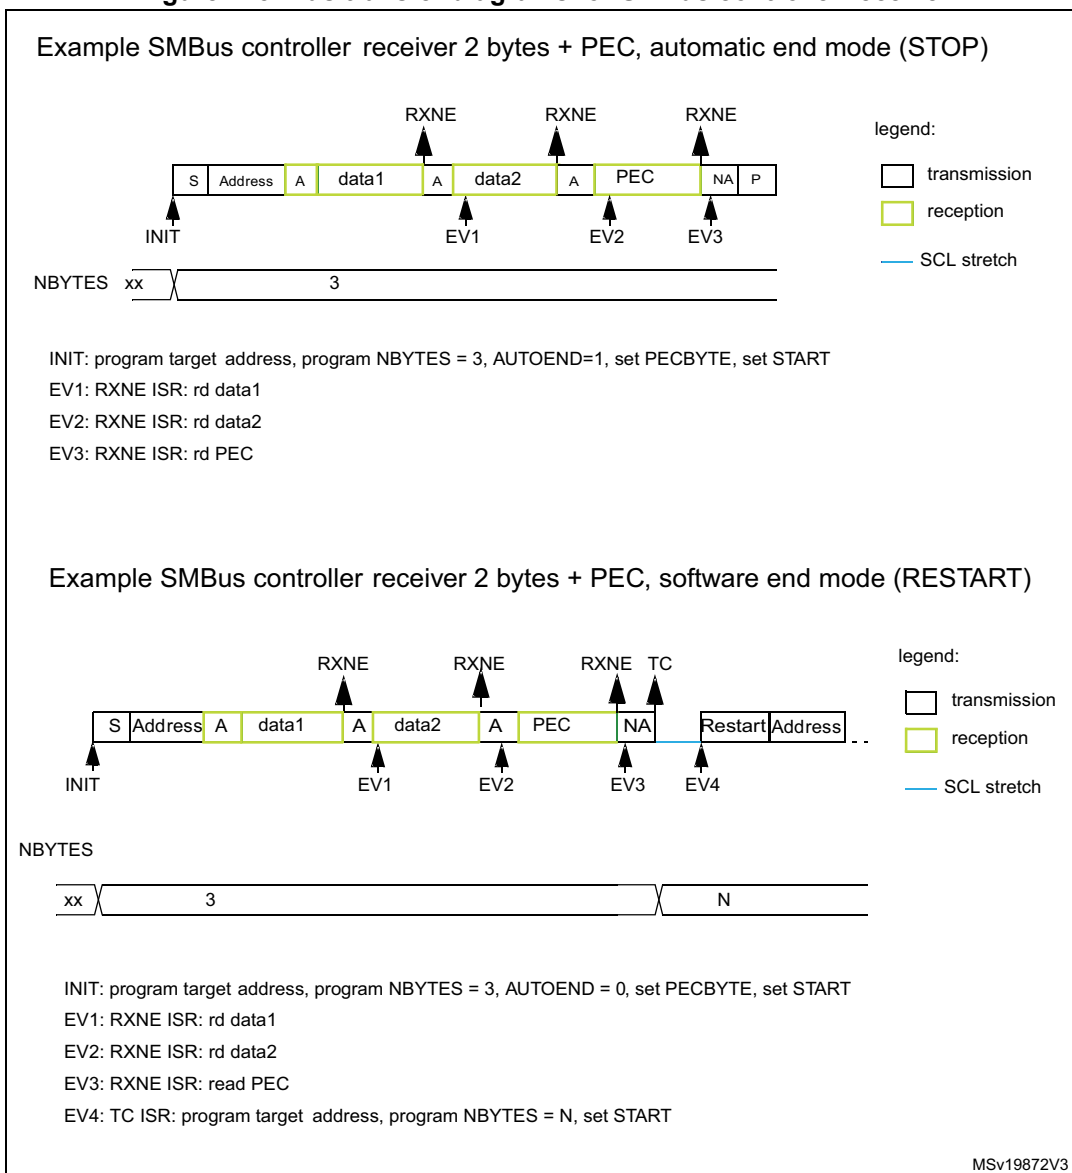 Example SMBus controller receiver 2 bytes + PEC, automatic end mode (STOP)
RXNE RXNE RXNE
legend:
S Address A data1 A data2 A PEC NA P
transmission
reception
INIT EV1 EV2 EV3
SCL stretch
NBYTES xx 3
INIT: program target address, program NBYTES = 3, AUTOEND=1, set PECBYTE, set START
EV1: RXNE ISR: rd data1
EV2: RXNE ISR: rd data2
EV3: RXNE ISR: rd PEC
Example SMBus controller receiver 2 bytes + PEC, software end mode (RESTART)
RXNE RXNE RXNE TC
legend:
transmission
S Address A data1 A data2 A PEC NA Restart Address
reception
INIT EV1 EV2 EV3 EV4
SCL stretch
NBYTES
xx 3 N
INIT: program target address, program NBYTES = 3, AUTOEND = 0, set PECBYTE, set START
EV1: RXNE ISR: rd data1
EV2: RXNE ISR: rd data2
EV3: RXNE ISR: read PEC
EV4: TC ISR: program target address, program NBYTES = N, set START
MSv19872V3